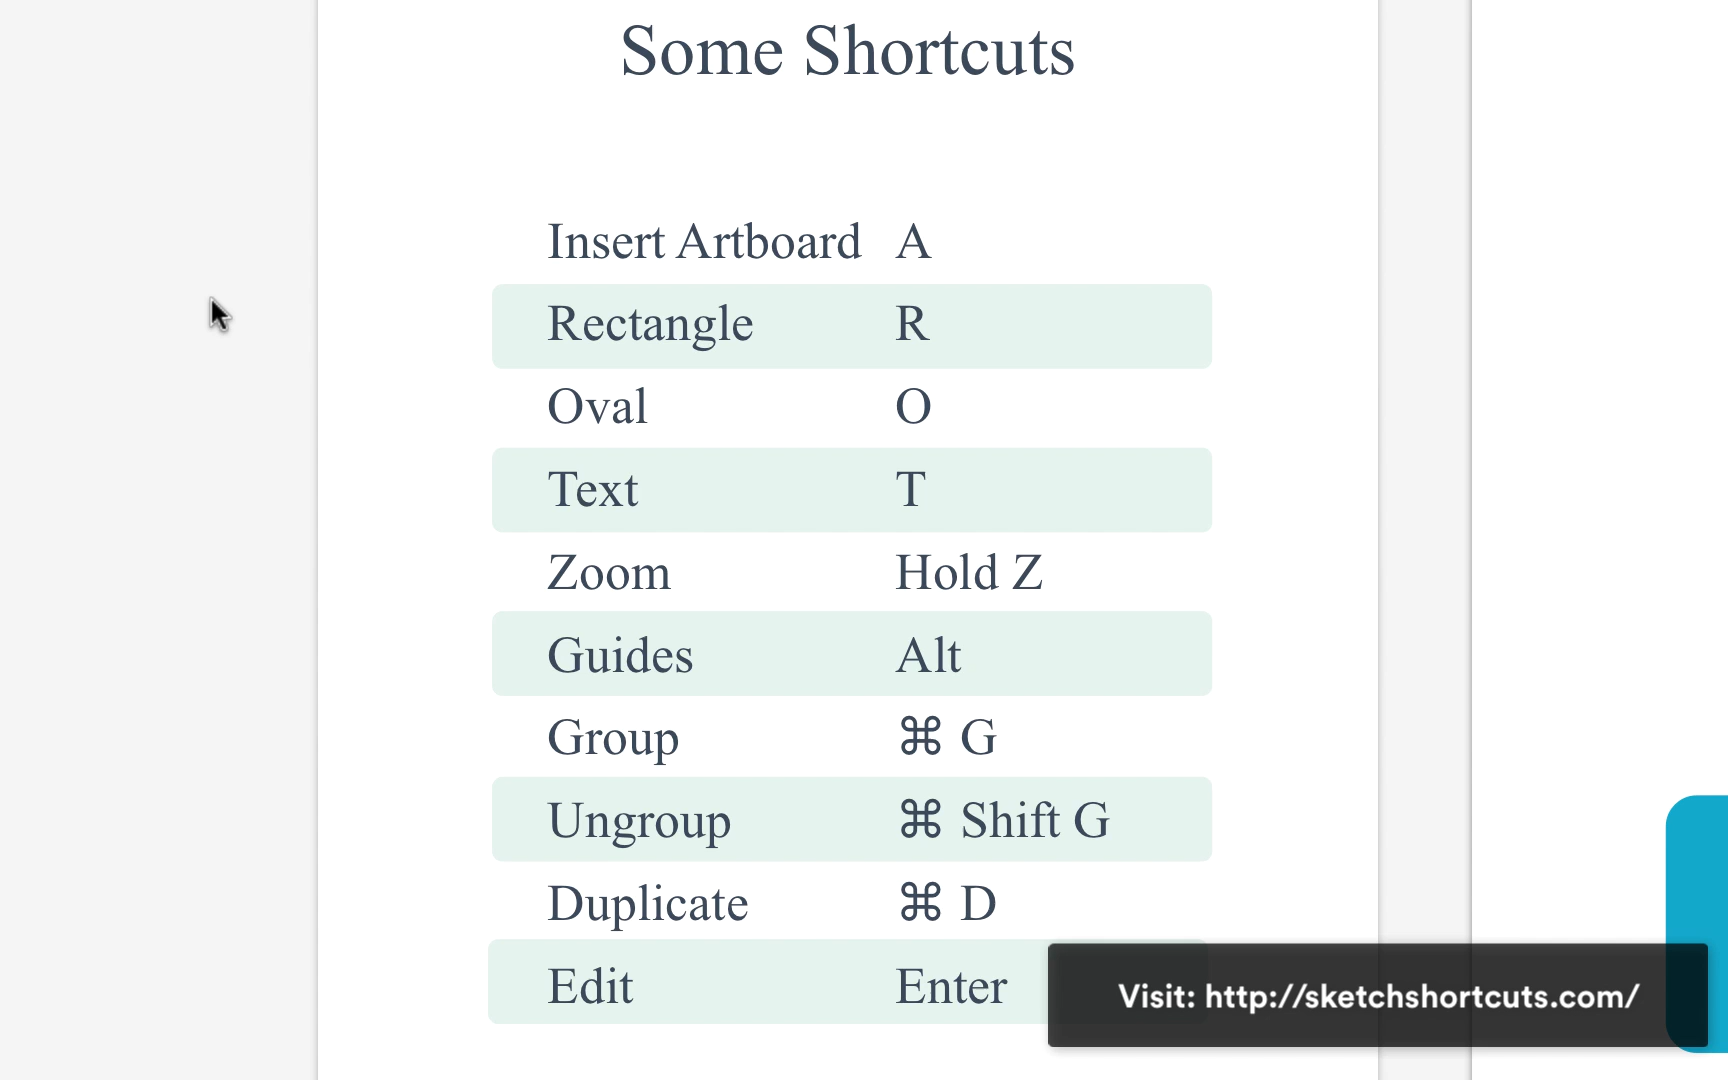 Some Shortcuts
Insert Artboard A
Rectangle R
Oval O
Text T
Zoom Hold Z
Guides Alt
Group ⌘ G
Ungroup ⌘ Shift G
Duplicate ⌘ D
Edit Enter
Visit: http://sketchshortcuts.com/